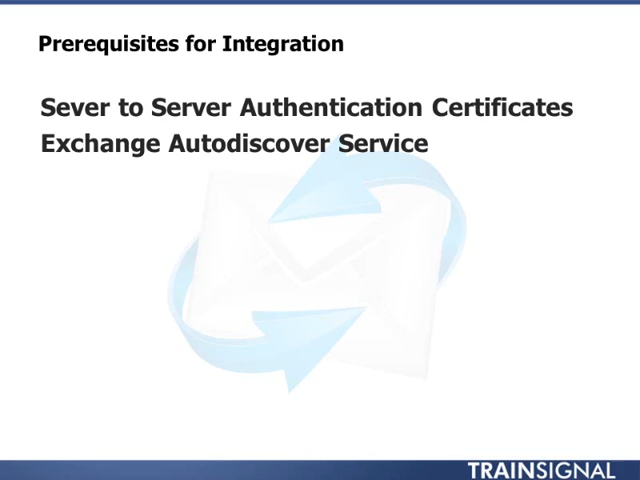 Prerequisites for Integration
Sever to Server Authentication Certificates
Exchange Autodiscover Service
TRAINSIGNAL